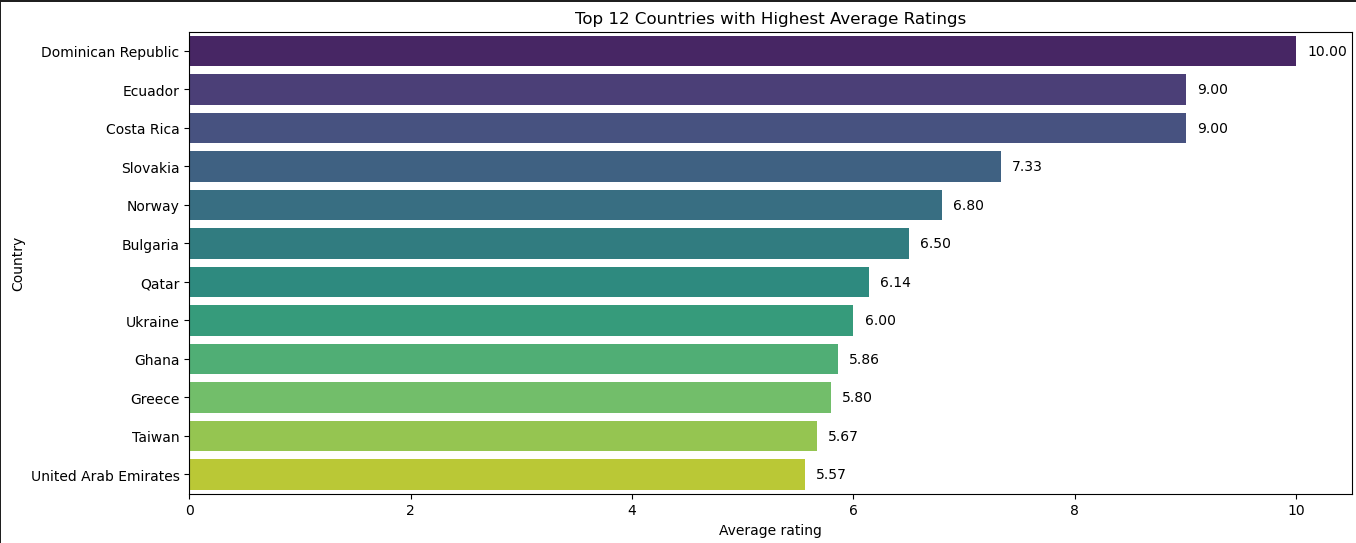 Top 12 Countries with Highest Average Ratings
Country
Dominican Republic 10.00
Ecuador 9.00
Costa Rica 9.00
Slovakia 7.33
Norway 6.80
Bulgaria 6.50
Qatar 6.14
Ukraine 6.00
Ghana 5.86
Greece 5.80
Taiwan 5.67
United Arab Emirates 5.57
0 2 4 6 8 10
Average rating